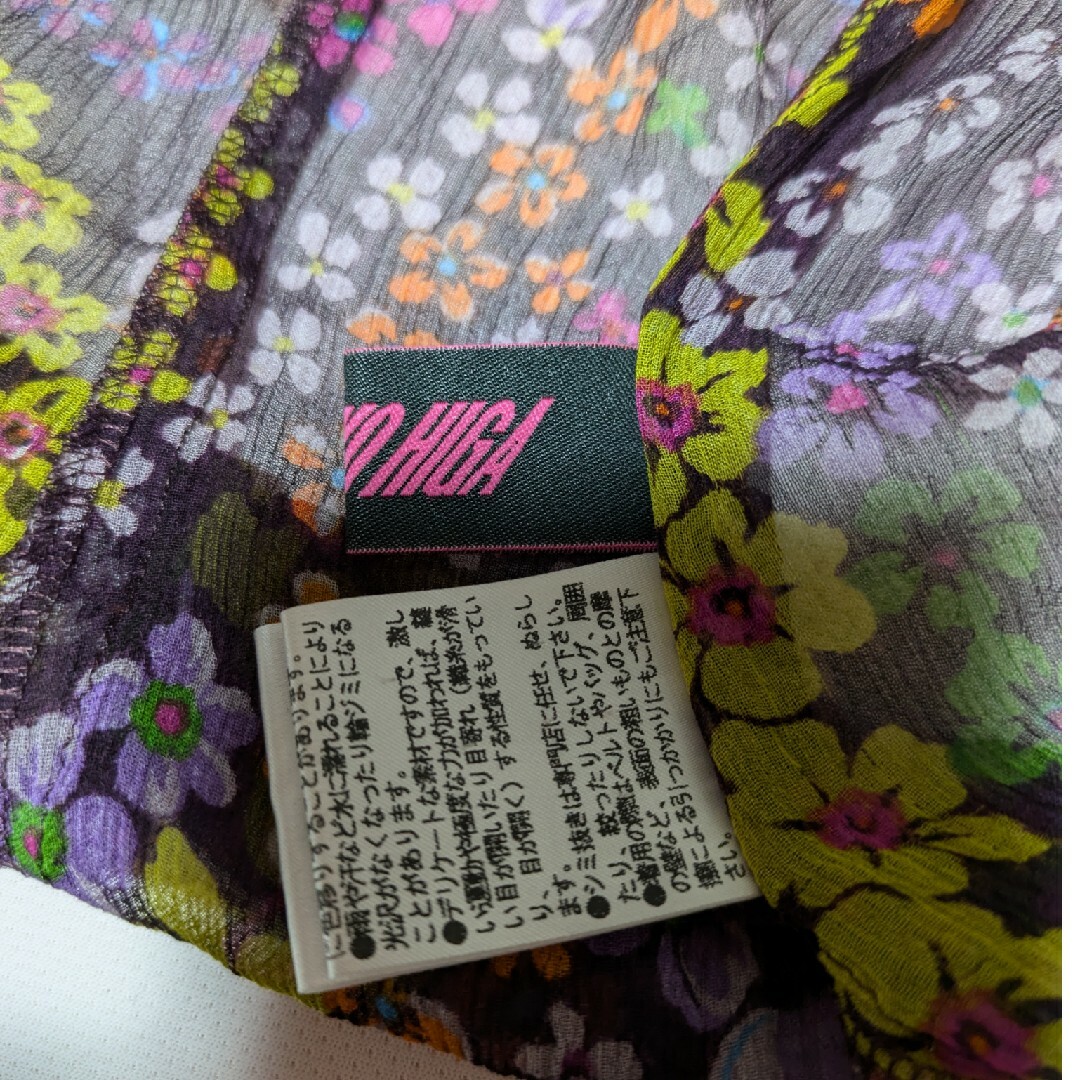 HIGA
に色移りすることがあります。
●雨や汗など水に濡れることにより
光沢がなくなったり輪ジミになる
ことがあります。
●デリケートな素材ですので、激し
い運動や極度な力が加われば、縫
い目が開いたり目寄れ（織糸が滑
り、目が開く）する性質をもってい
ます。
●シミ抜きは専門店に任せ、ぬらし
たり、絞ったりしないで下さい。
●着用の際はベルトやバッグ、周囲
の壁など、表面の粗いものとの摩
擦による引っかかりにもご注意下
さい。